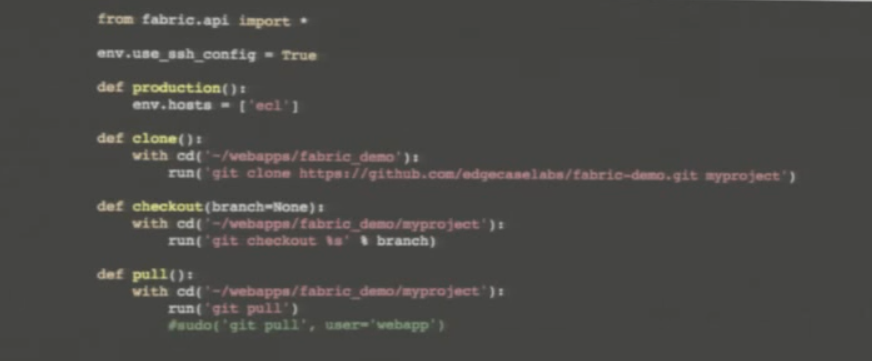 from fabric.api import *
env.use_ssh_config = True
def production():
env.hosts = ['ecl']
def clone():
with cd('~/webapps/fabric_demo'):
run('git clone https://github.com/edgecaselabs/fabric-demo.git myproject')
def checkout(branch=None):
with cd('~/webapps/fabric_demo/myproject'):
run('git checkout %s' % branch)
def pull():
with cd('~/webapps/fabric_demo/myproject'):
run('git pull')
#sudo('git pull', user='webapp')